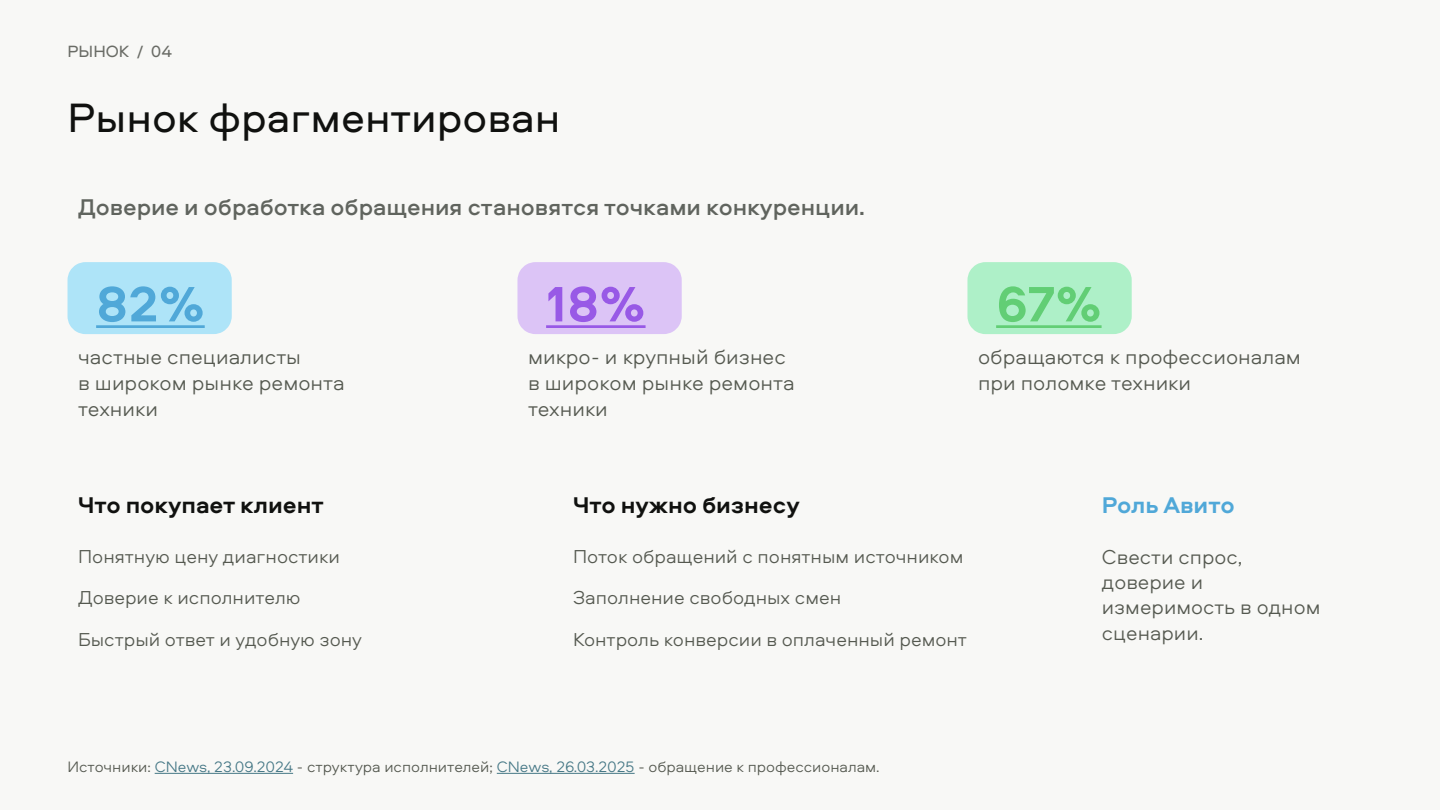 РЫНОК / 04
Рынок фрагментирован
Доверие и обработка обращения становятся точками конкуренции.
82%
частные специалисты
в широком рынке ремонта
техники
18%
микро- и крупный бизнес
в широком рынке ремонта
техники
67%
обращаются к профессионалам
при поломке техники
Что покупает клиент
Понятную цену диагностики
Доверие к исполнителю
Быстрый ответ и удобную зону
Что нужно бизнесу
Поток обращений с понятным источником
Заполнение свободных смен
Контроль конверсии в оплаченный ремонт
Роль Авито
Свести спрос,
доверие и
измеримость в одном
сценарии.
Источники: CNews, 23.09.2024 - структура исполнителей; CNews, 26.03.2025 - обращение к профессионалам.